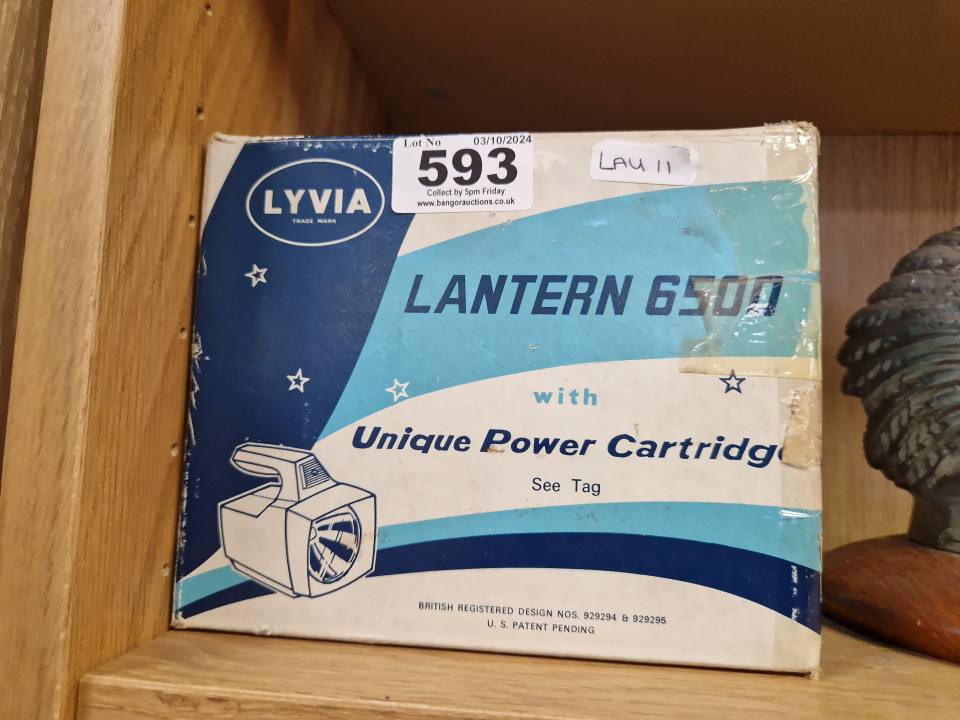 Lot No 03/10/2024
593
Collect by 5pm Friday
www.bangorauctions.co.uk
LAU 11
LYVIA
TRADE MARK
LANTERN 6500
with
Unique Power Cartridge
See Tag
BRITISH REGISTERED DESIGN NOS. 929294 & 929295
U. S. PATENT PENDING